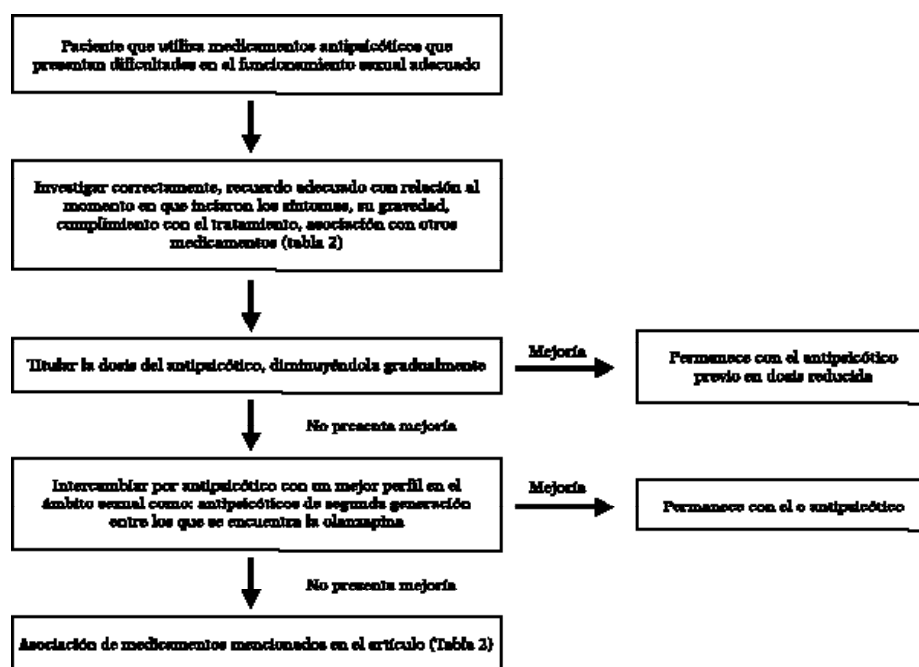 Paciente que utiliza medicamentos antipsicóticos que
presentan dificultades en el funcionamiento sexual adecuado
Investigar correctamente, recuerdo adecuado con relación al
momento en que iniciaron los síntomas, su gravedad,
cumplimiento con el tratamiento, asociación con otros
medicamentos (tabla 2)
Titular la dosis del antipsicótico, diminuyéndola gradualmente
Mejoría
Permanece con el antipsicótico
previo en dosis reducida
No presenta mejoría
Intercambiar por antipsicótico con un mejor perfil en el
ámbito sexual como: antipsicóticos de segunda generación
entre los que se encuentra la olanzapina
Mejoría
Permanece con el o antipsicótico
No presenta mejoría
Asociación de medicamentos mencionados en el artículo (Tabla 2)